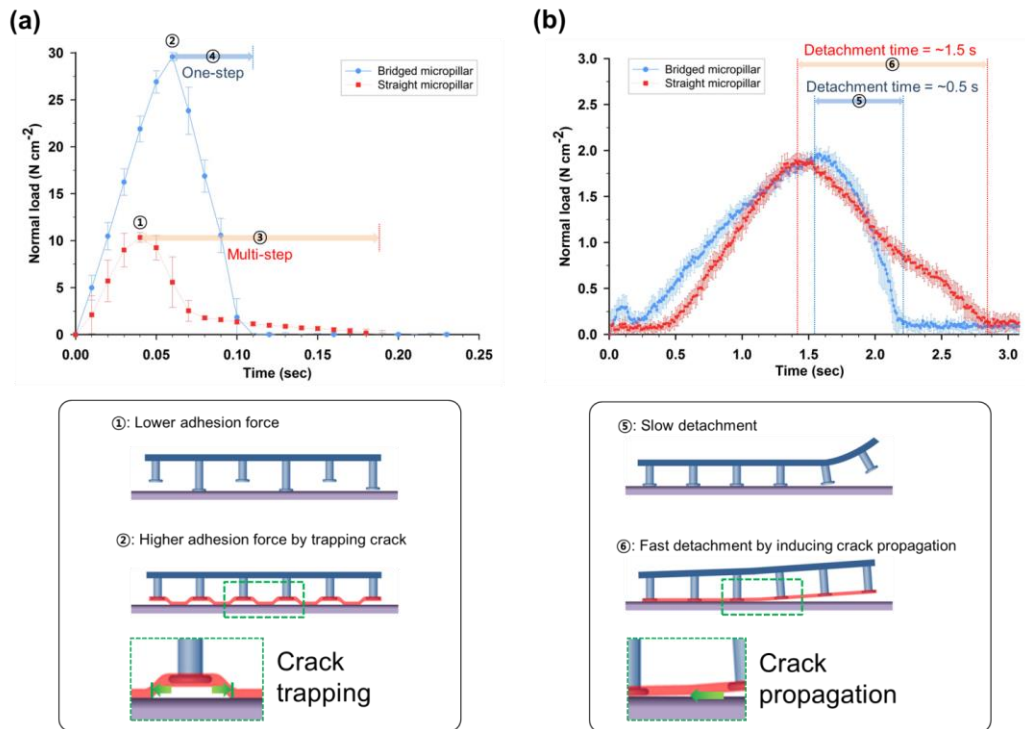 (a)
②
④
One-step
Bridged micropillar
Straight micropillar
①
③
Multi-step
30
25
20
15
10
5
0
Normal load (N cm-2)
0.00
0.05
0.10
0.15
0.20
0.25
Time (sec)
①: Lower adhesion force
②: Higher adhesion force by trapping crack
Crack
trapping
(b)
Detachment time = ~1.5 s
⑥
Detachment time = ~0.5 s
⑤
Bridged micropillar
Straight micropillar
3.0
2.5
2.0
1.5
1.0
0.5
0.0
Normal load (N cm-2)
0.0
0.5
1.0
1.5
2.0
2.5
3.0
Time (sec)
⑤: Slow detachment
⑥: Fast detachment by inducing crack propagation
Crack
propagation